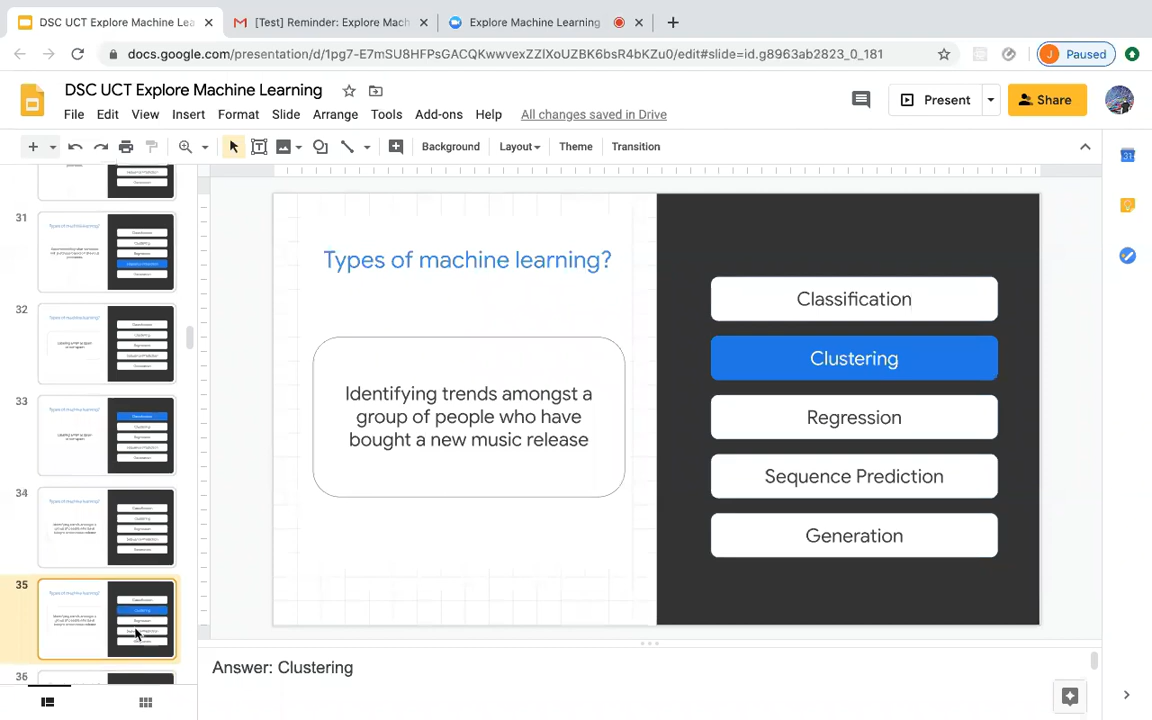 DSC UCT Explore Machine Lea
[Test] Reminder: Explore Mach
Explore Machine Learning
docs.google.com/presentation/d/1pg7-E7mSU8HFPsGACQKwwvexZZIXoUZBK6bsR4bKZu0/edit#slide=id.g8963ab2823_0_181
J
Paused
DSC UCT Explore Machine Learning
File Edit View Insert Format Slide Arrange Tools Add-ons Help All changes saved in Drive
Present
Share
Background Layout Theme Transition
31
31
32
33
34
35
36
Types of machine learning?
Identifying trends amongst a
group of people who have
bought a new music release
Classification
Clustering
Regression
Sequence Prediction
Generation
Answer: Clustering